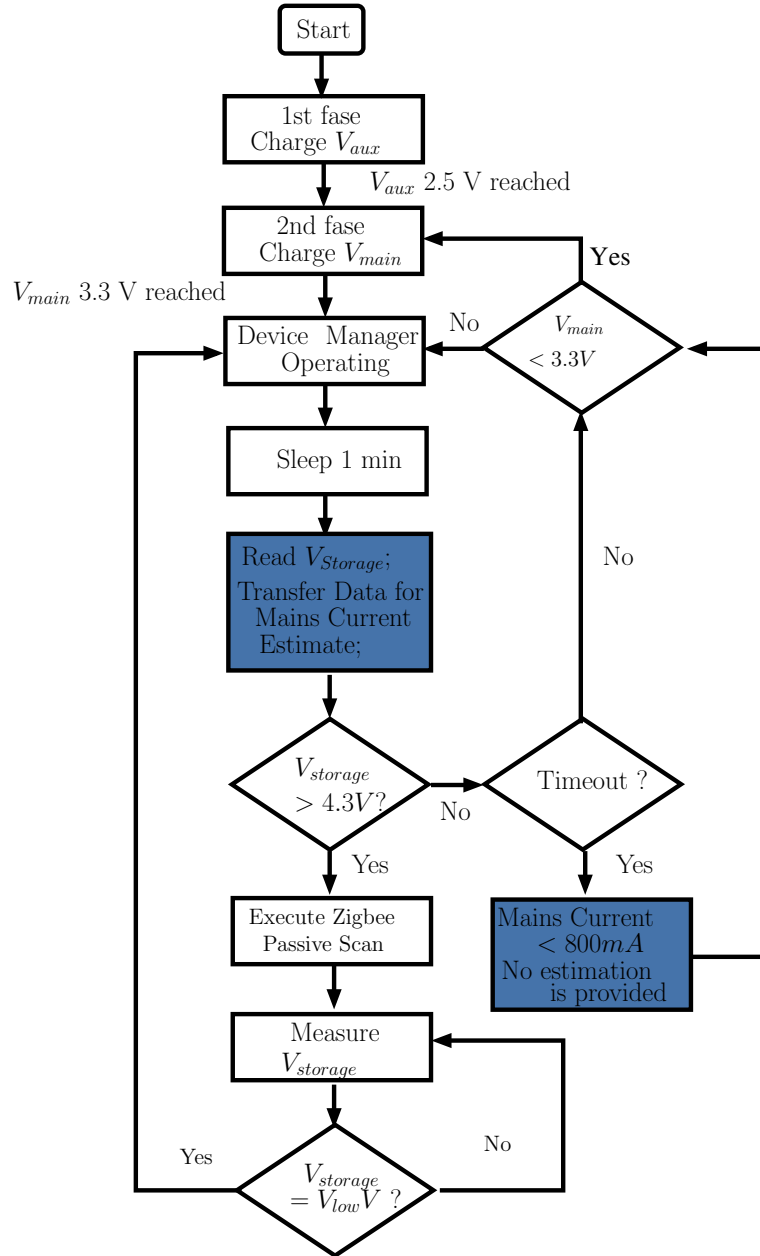 Start
1st fase
Charge V_aux
V_aux 2.5 V reached
2nd fase
Charge V_main
Yes
V_main 3.3 V reached
No
V_main
< 3.3V
Device Manager
Operating
Sleep 1 min
Read V_Storage;
Transfer Data for
Mains Current
Estimate;
No
V_storage
> 4.3V?
No
Timeout ?
Yes
Yes
Execute Zigbee
Passive Scan
Mains Current
< 800mA
No estimation
is provided
Measure
V_storage
Yes
No
V_storage
= V_low V ?